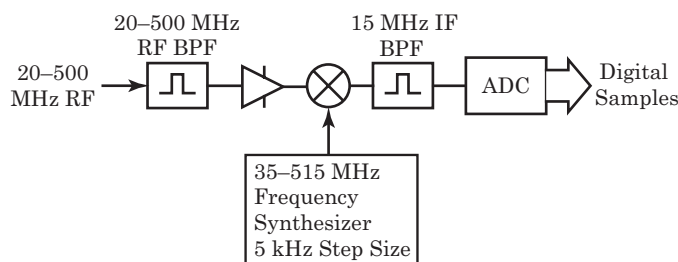 20–500 MHz
RF BPF
15 MHz IF
BPF
20–500
MHz RF
ADC
Digital
Samples
35–515 MHz
Frequency
Synthesizer
5 kHz Step Size